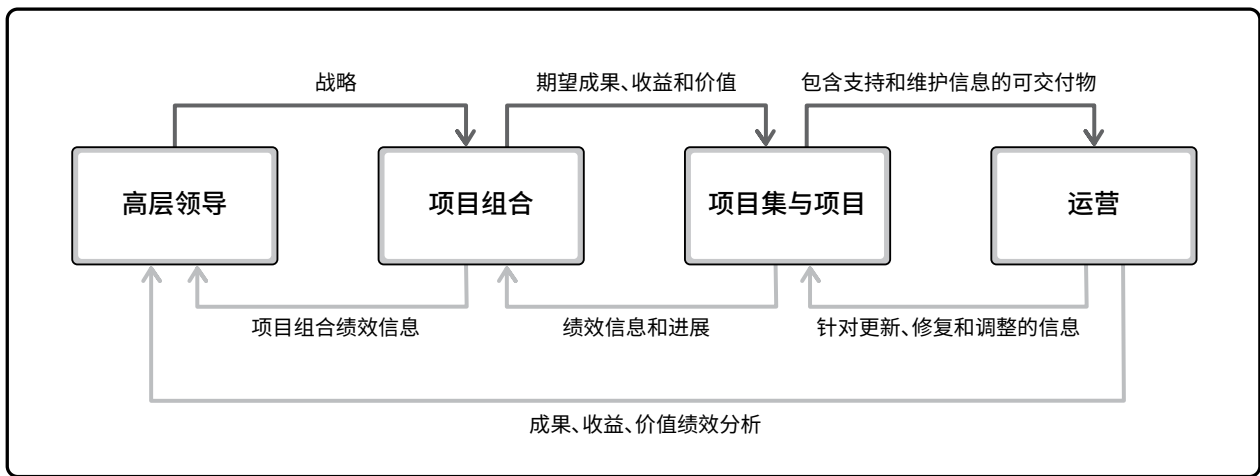 战略
期望成果、收益和价值
包含支持和维护信息的可交付物
高层领导
项目组合
项目集与项目
运营
项目组合绩效信息
绩效信息和进展
针对更新、修复和调整的信息
成果、收益、价值绩效分析